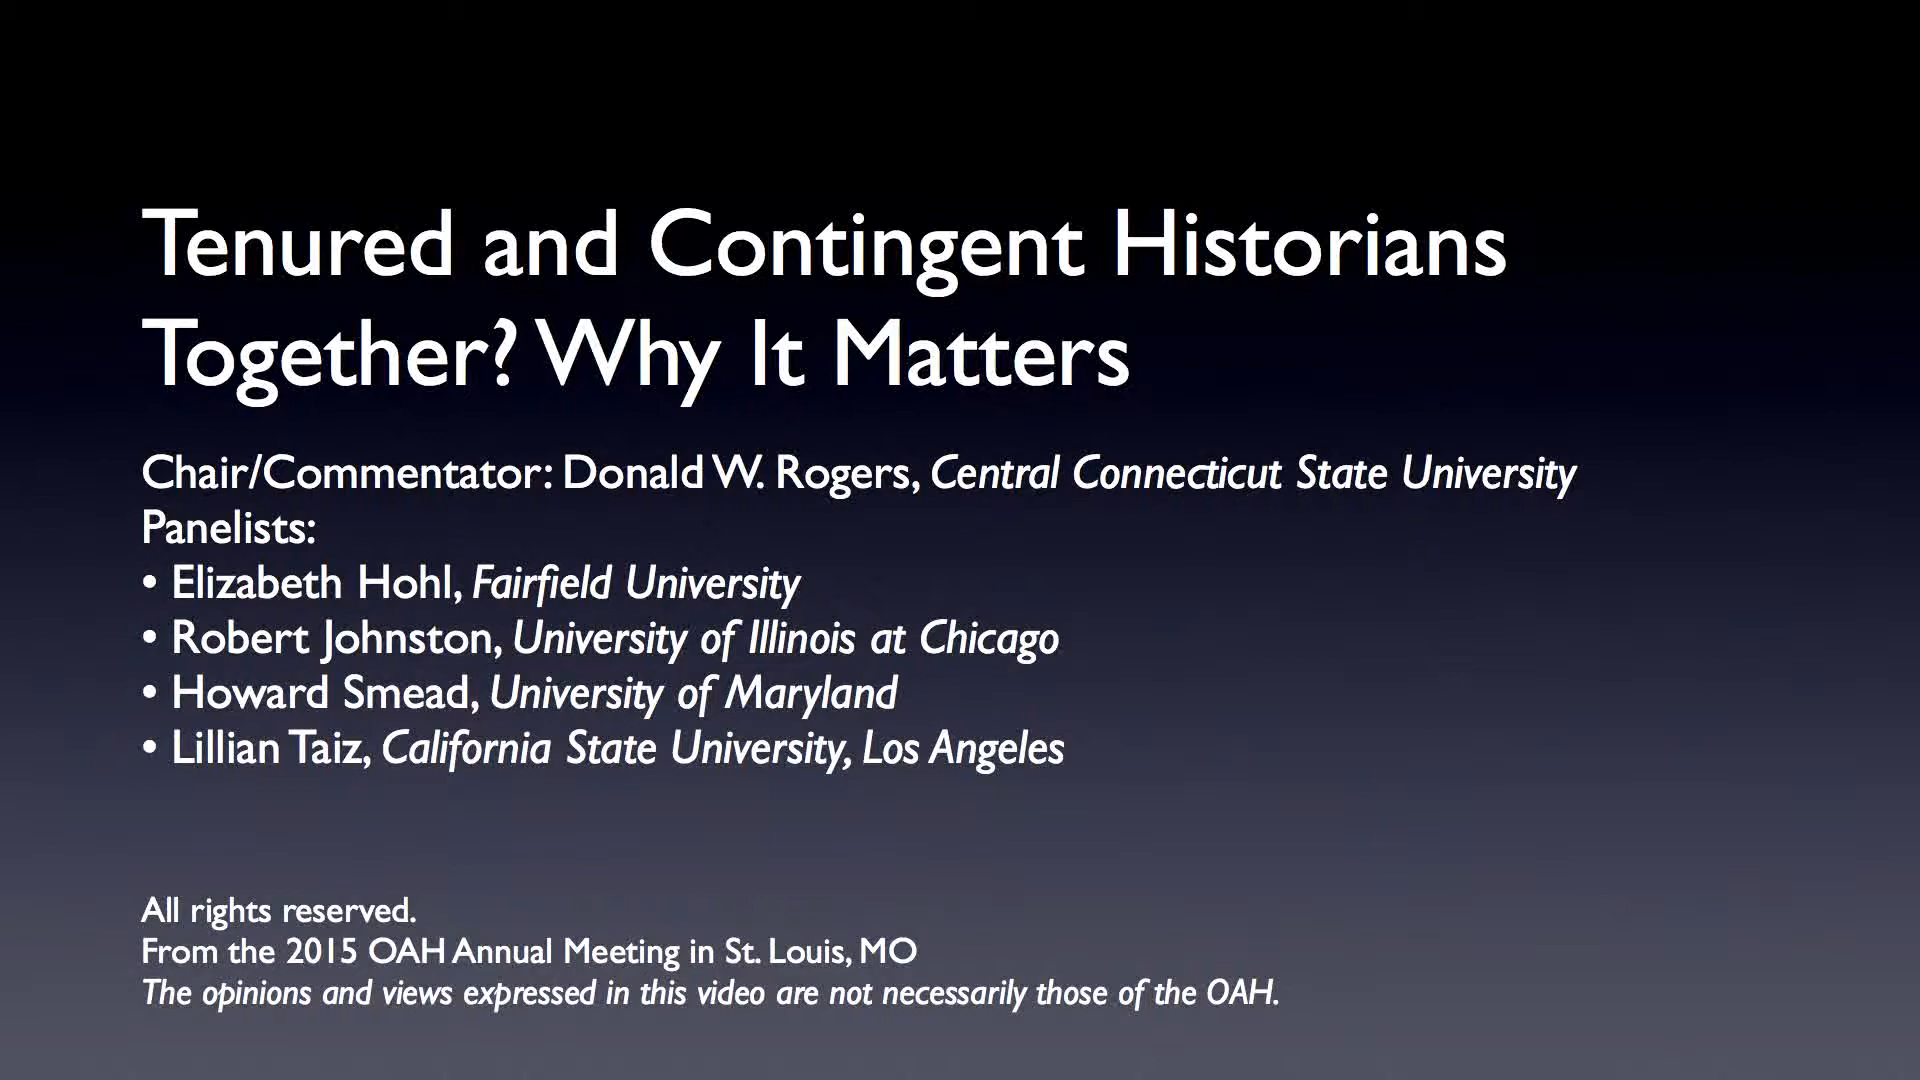 Tenured and Contingent Historians
Together? Why It Matters
Chair/Commentator: Donald W. Rogers, Central Connecticut State University
Panelists:
• Elizabeth Hohl, Fairfield University
• Robert Johnston, University of Illinois at Chicago
• Howard Smead, University of Maryland
• Lillian Taiz, California State University, Los Angeles
All rights reserved.
From the 2015 OAH Annual Meeting in St. Louis, MO
The opinions and views expressed in this video are not necessarily those of the OAH.